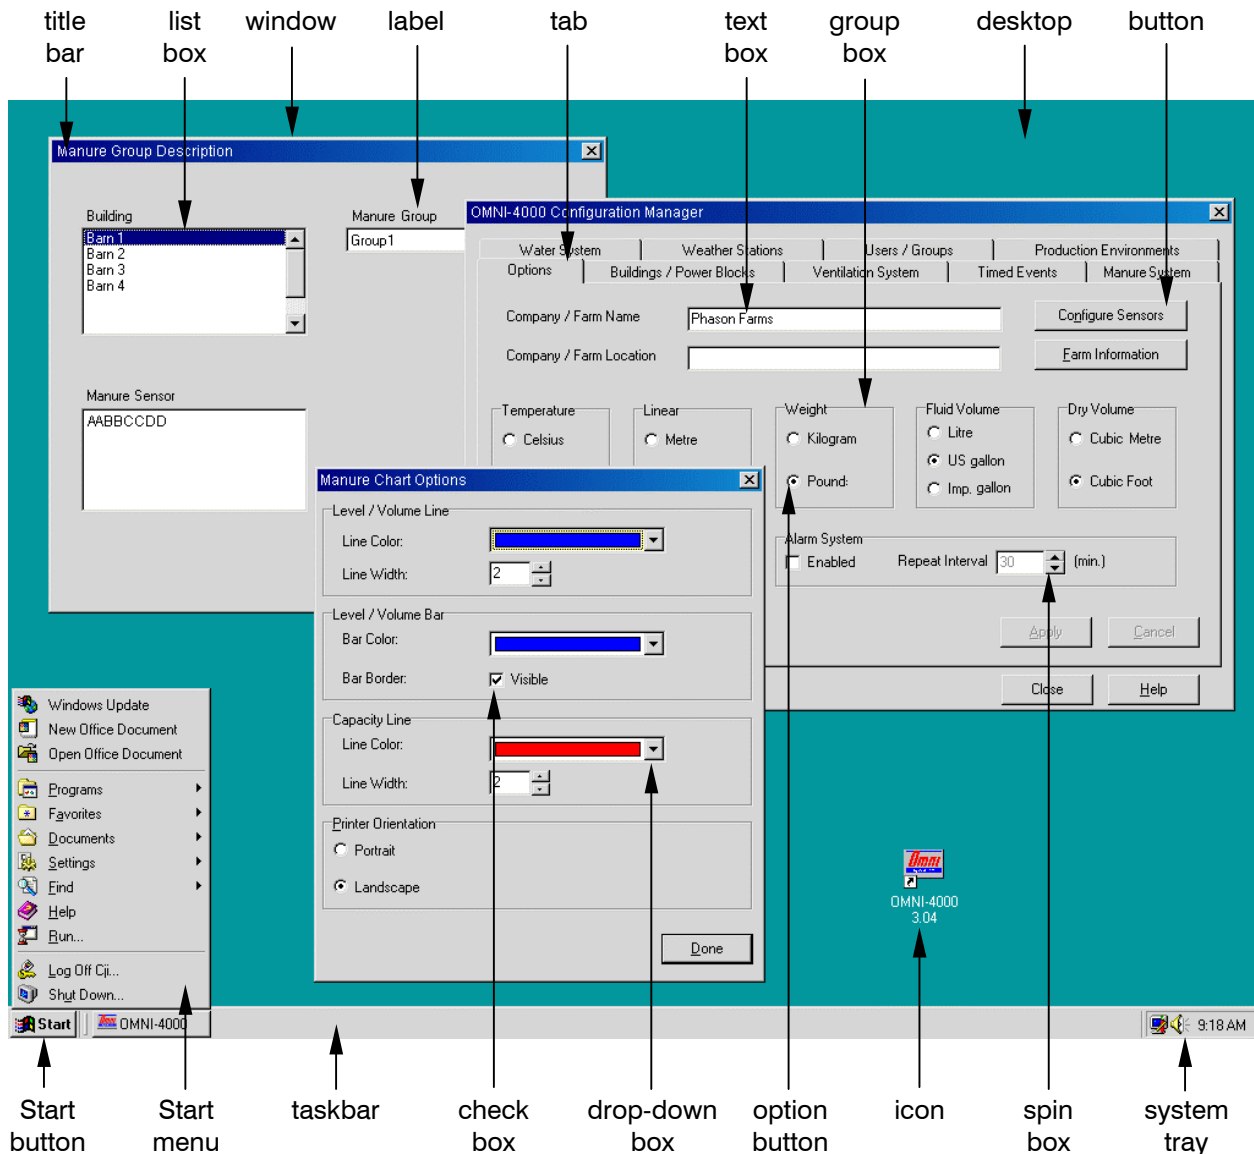 title bar
list box
window
label
tab
text box
group box
desktop
button
Manure Group Description
Building
Barn 1
Barn 2
Barn 3
Barn 4
Manure Group
Group1
Manure Sensor
AABBCCDD
OMNI-4000 Configuration Manager
Water System
Weather Stations
Users / Groups
Production Environments
Options
Buildings / Power Blocks
Ventilation System
Timed Events
Manure System
Company / Farm Name
Phason Farms
Configure Sensors
Company / Farm Location
Farm Information
Temperature
Celsius
Linear
Metre
Weight
Kilogram
Pound:
Fluid Volume
Litre
US gallon
Imp. gallon
Dry Volume
Cubic Metre
Cubic Foot
Alarm System
Enabled
Repeat Interval
30
(min.)
Apply
Cancel
Close
Help
Manure Chart Options
Level / Volume Line
Line Color:
Line Width:
2
Level / Volume Bar
Bar Color:
Bar Border:
Visible
Capacity Line
Line Color:
Line Width:
2
Printer Orientation
Portrait
Landscape
Done
Windows Update
New Office Document
Open Office Document
Programs
Favorites
Documents
Settings
Find
Help
Run...
Log Off Cji...
Shut Down...
Omni
OMNI-4000
3.04
Start
OMNI-4000
9:18 AM
Start button
Start menu
taskbar
check box
drop-down box
option button
icon
spin box
system tray